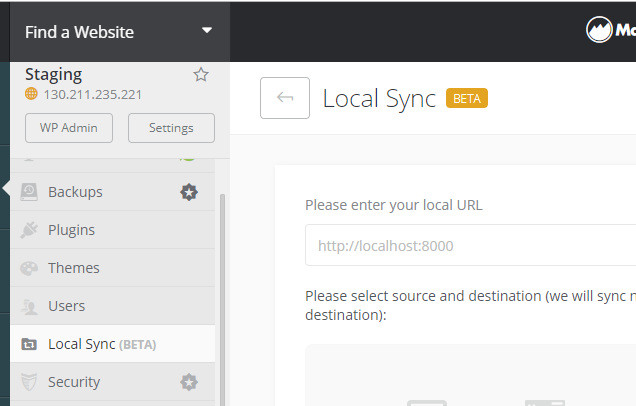 Find a Website
Staging
130.211.235.221
WP Admin
Settings
Backups
Plugins
Themes
Users
Local Sync (BETA)
Security
Local Sync BETA
Please enter your local URL
http://localhost:8000
Please select source and destination (we will sync
destination):